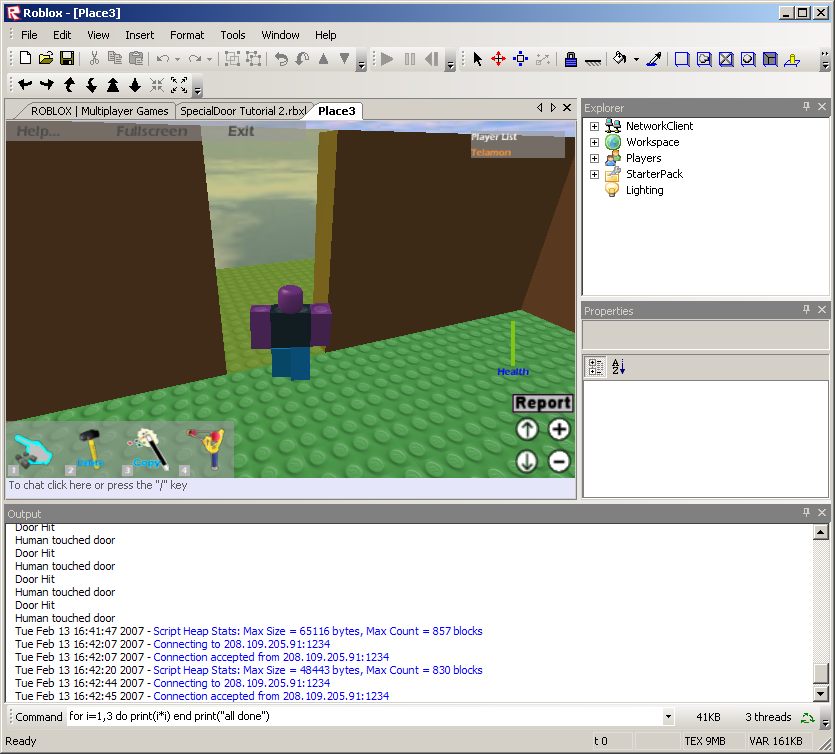 Roblox - [Place3]
File Edit View Insert Format Tools Window Help
ROBLOX | Multiplayer Games SpecialDoor Tutorial 2.rbxl Place3
Help... Fullscreen Exit
Player List
Telamon
Health
Report
1 2 3 Copy 4
To chat click here or press the "/" key
Explorer
NetworkClient
Workspace
Players
StarterPack
Lighting
Properties
Output
Door Hit
Human touched door
Door Hit
Human touched door
Door Hit
Human touched door
Door Hit
Human touched door
Tue Feb 13 16:41:47 2007 - Script Heap Stats: Max Size = 65116 bytes, Max Count = 857 blocks
Tue Feb 13 16:42:07 2007 - Connecting to 208.109.205.91:1234
Tue Feb 13 16:42:07 2007 - Connection accepted from 208.109.205.91:1234
Tue Feb 13 16:42:20 2007 - Script Heap Stats: Max Size = 48443 bytes, Max Count = 830 blocks
Tue Feb 13 16:42:44 2007 - Connecting to 208.109.205.91:1234
Tue Feb 13 16:42:45 2007 - Connection accepted from 208.109.205.91:1234
Command for i=1,3 do print(i*i) end print("all done") 41KB 3 threads
Ready t 0 TEX 9MB VAR 161KB